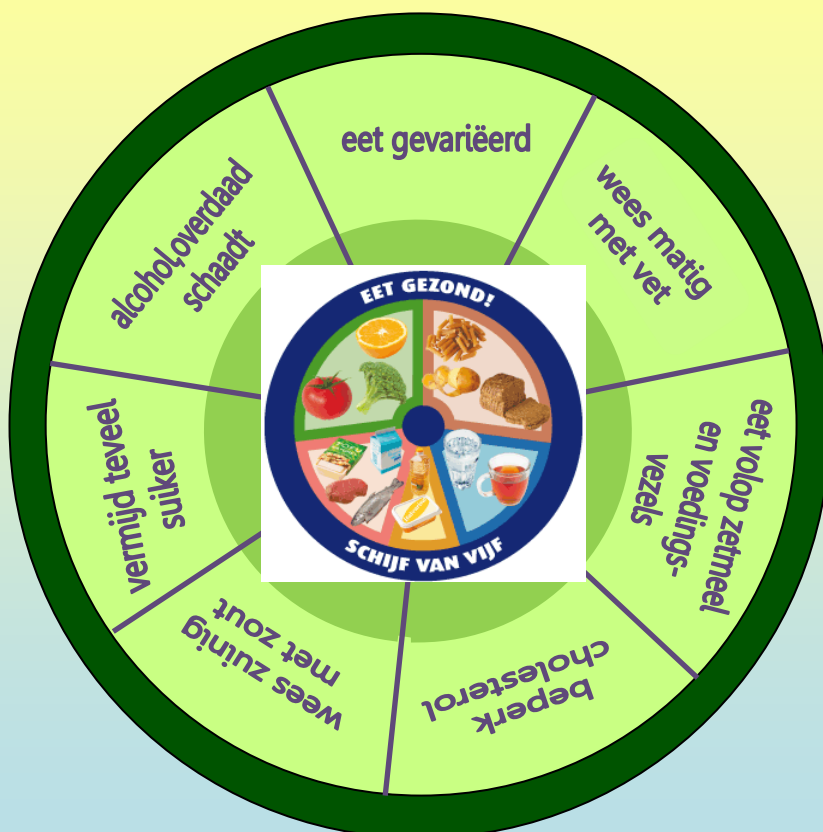 eet gevariëerd
wees matig
met vet
eet volop zetmeel
en voedings-
vezels
beperk
cholesterol
wees zuinig
met zout
vermijd teveel
suiker
alcohol,overdaad
schaadt
EET GEZOND!
SCHIJF VAN VIJF